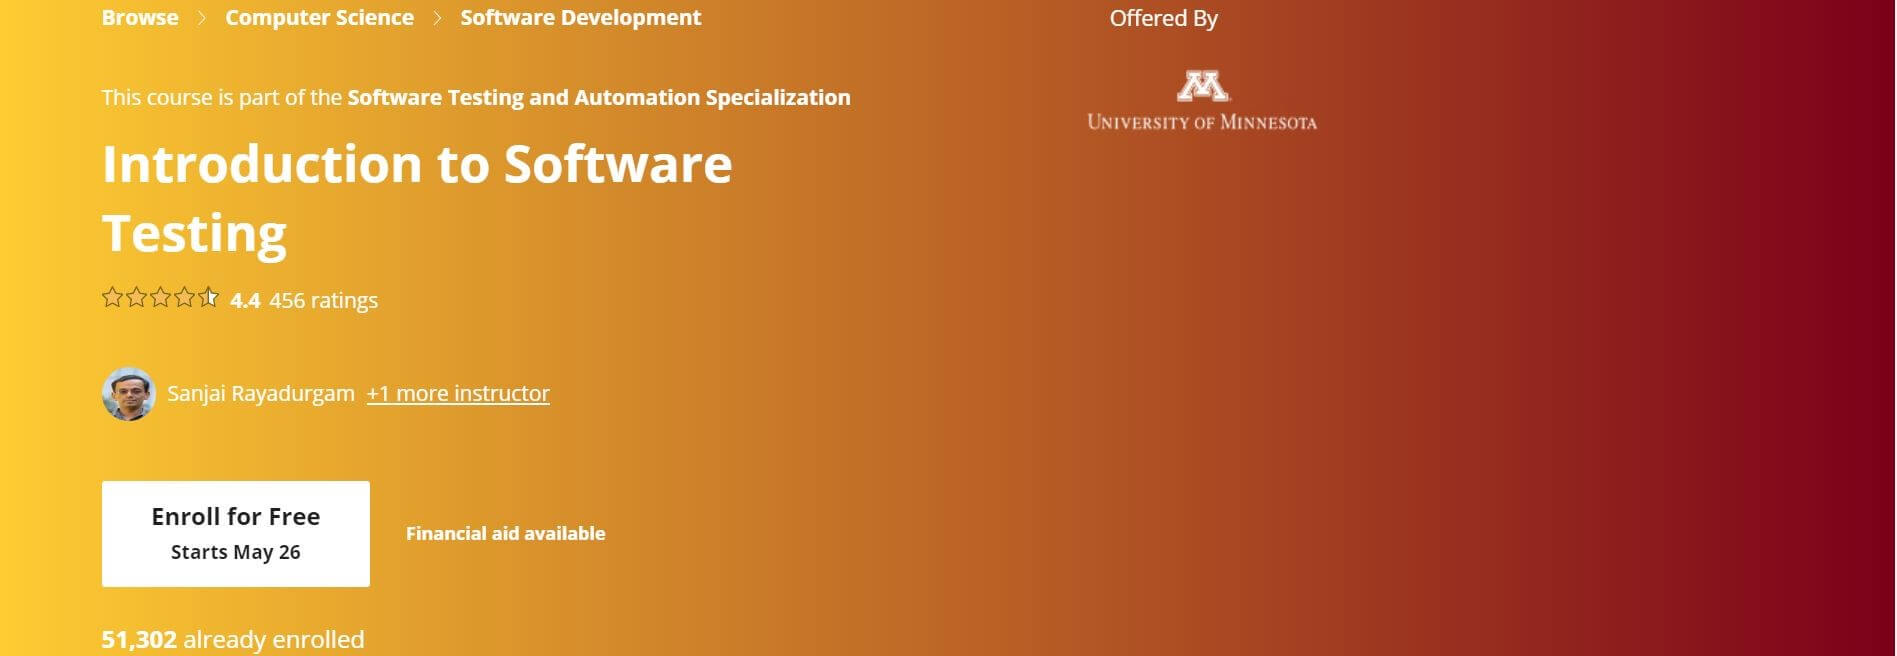 Browse > Computer Science > Software Development
Offered By
UNIVERSITY OF MINNESOTA
This course is part of the Software Testing and Automation Specialization
Introduction to Software
Testing
4.4 456 ratings
Sanjai Rayadurgam +1 more instructor
Enroll for Free
Starts May 26
Financial aid available
51,302 already enrolled